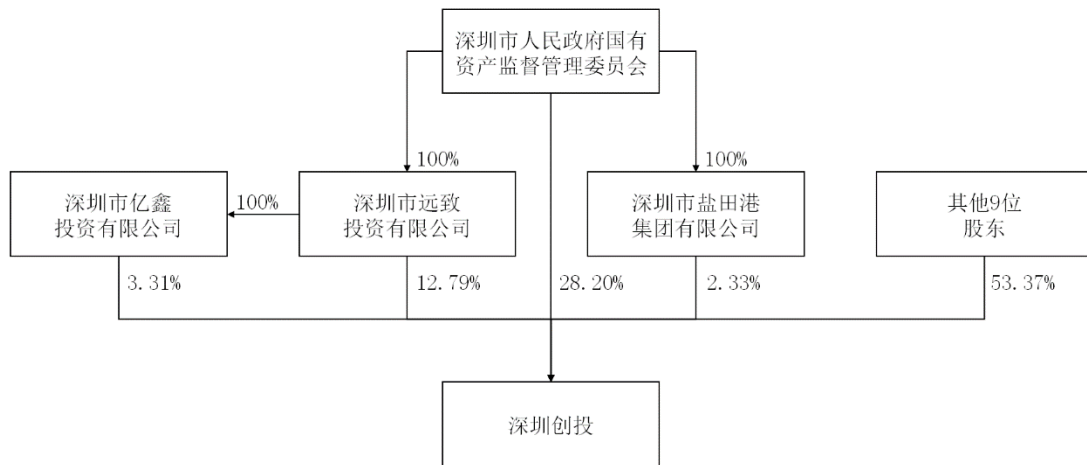 深圳市人民政府国有
资产监督管理委员会
100%
100%
深圳市亿鑫
投资有限公司
100%
深圳市远致
投资有限公司
深圳市盐田港
集团有限公司
其他9位
股东
3.31%
12.79%
28.20%
2.33%
53.37%
深圳创投